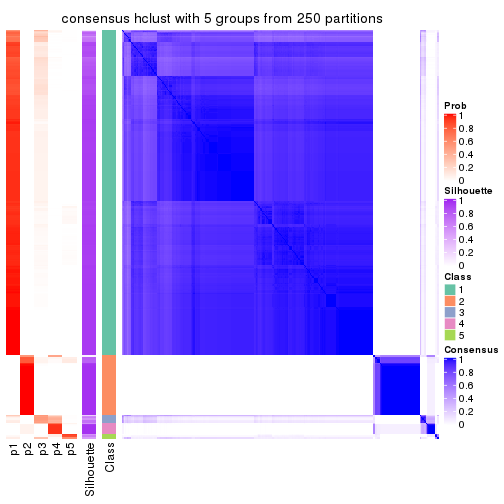 consensus hclust with 5 groups from 250 partitions
Prob
1
0.8
0.6
0.4
0.2
0
Silhouette
1
0.8
0.6
0.4
0.2
0
Class
1
2
3
4
5
Consensus
1
0.8
0.6
0.4
0.2
0
p1
p2
p3
p4
p5
Silhouette
Class